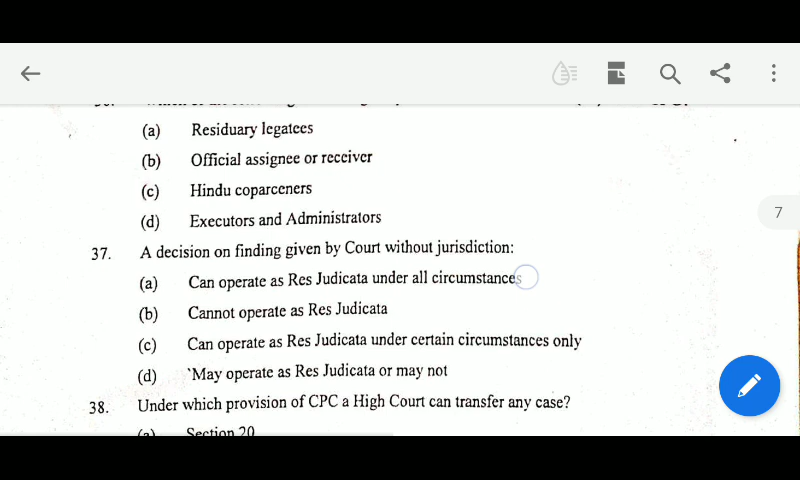 (a) Residuary legatees
(b) Official assignee or receiver
(c) Hindu coparceners
(d) Executors and Administrators
7
37. A decision on finding given by Court without jurisdiction:
(a) Can operate as Res Judicata under all circumstances
(b) Cannot operate as Res Judicata
(c) Can operate as Res Judicata under certain circumstances only
(d) `May operate as Res Judicata or may not
38. Under which provision of CPC a High Court can transfer any case?
(a) Section 20